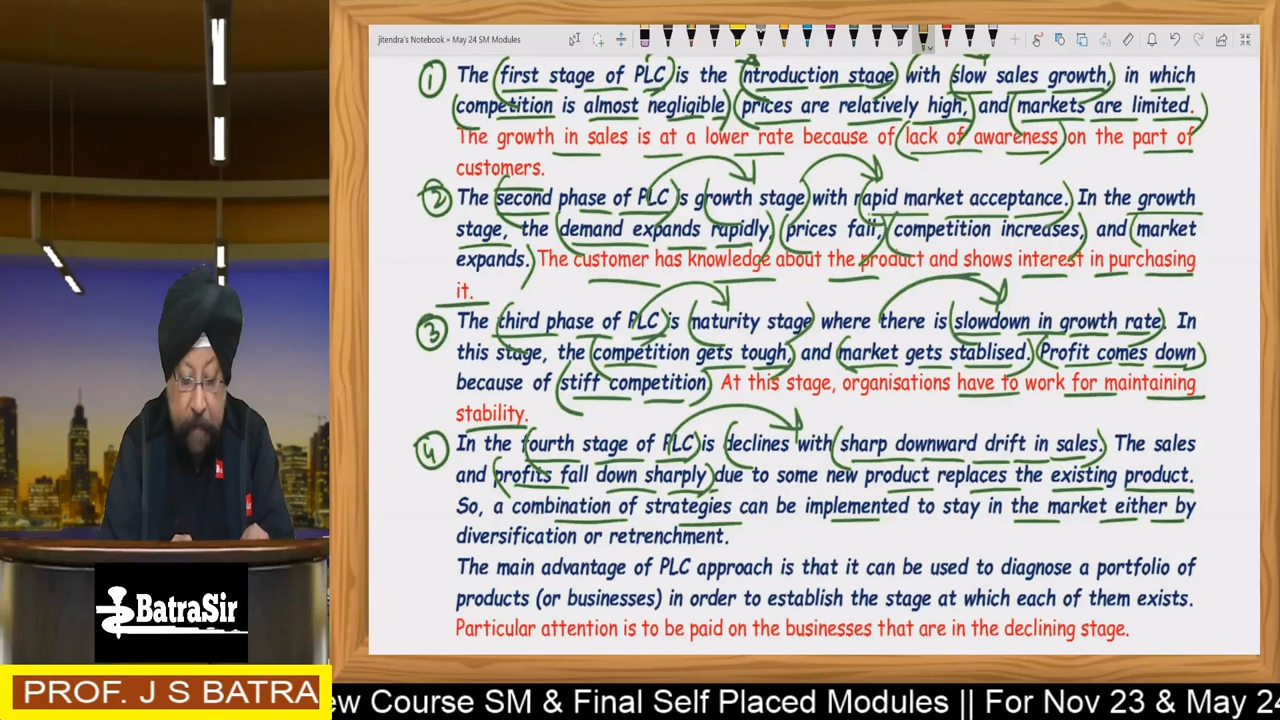 jitendra's Notebook » May 24 SM Modules
1 The first stage of PLC is the introduction stage with slow sales growth, in which
competition is almost negligible, prices are relatively high, and markets are limited.
The growth in sales is at a lower rate because of lack of awareness on the part of
customers.
2 The second phase of PLC is growth stage with rapid market acceptance. In the growth
stage, the demand expands rapidly, prices fall, competition increases, and market
expands. The customer has knowledge about the product and shows interest in purchasing
it.
3 The third phase of PLC is maturity stage where there is slowdown in growth rate. In
this stage, the competition gets tough, and market gets stablised. Profit comes down
because of stiff competition. At this stage, organisations have to work for maintaining
stability.
4 In the fourth stage of PLC is declines with sharp downward drift in sales. The sales
and profits fall down sharply due to some new product replaces the existing product.
So, a combination of strategies can be implemented to stay in the market either by
diversification or retrenchment.
The main advantage of PLC approach is that it can be used to diagnose a portfolio of
products (or businesses) in order to establish the stage at which each of them exists.
Particular attention is to be paid on the businesses that are in the declining stage.
BatraSir
PROF. J S BATRA
ew Course SM & Final Self Placed Modules || For Nov 23 & May 24